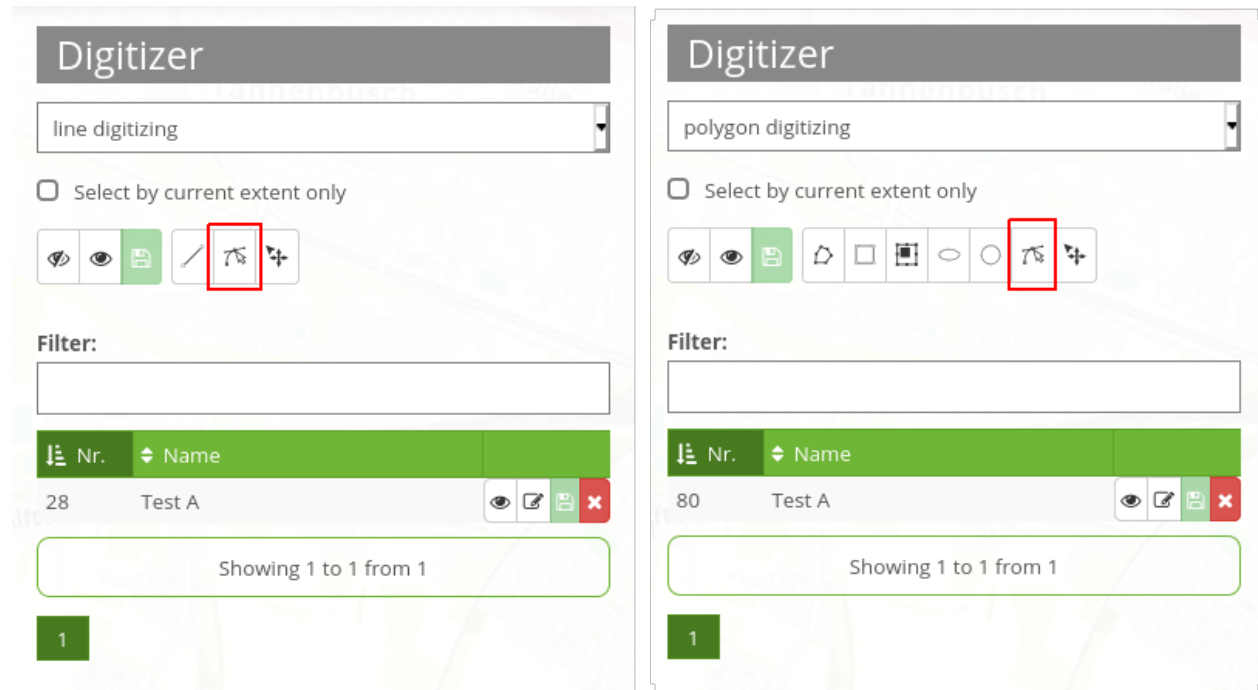 Digitizer
line digitizing
Select by current extent only
Filter:
Nr. Name
28 Test A
Showing 1 to 1 from 1
1
Digitizer
polygon digitizing
Select by current extent only
Filter:
Nr. Name
80 Test A
Showing 1 to 1 from 1
1